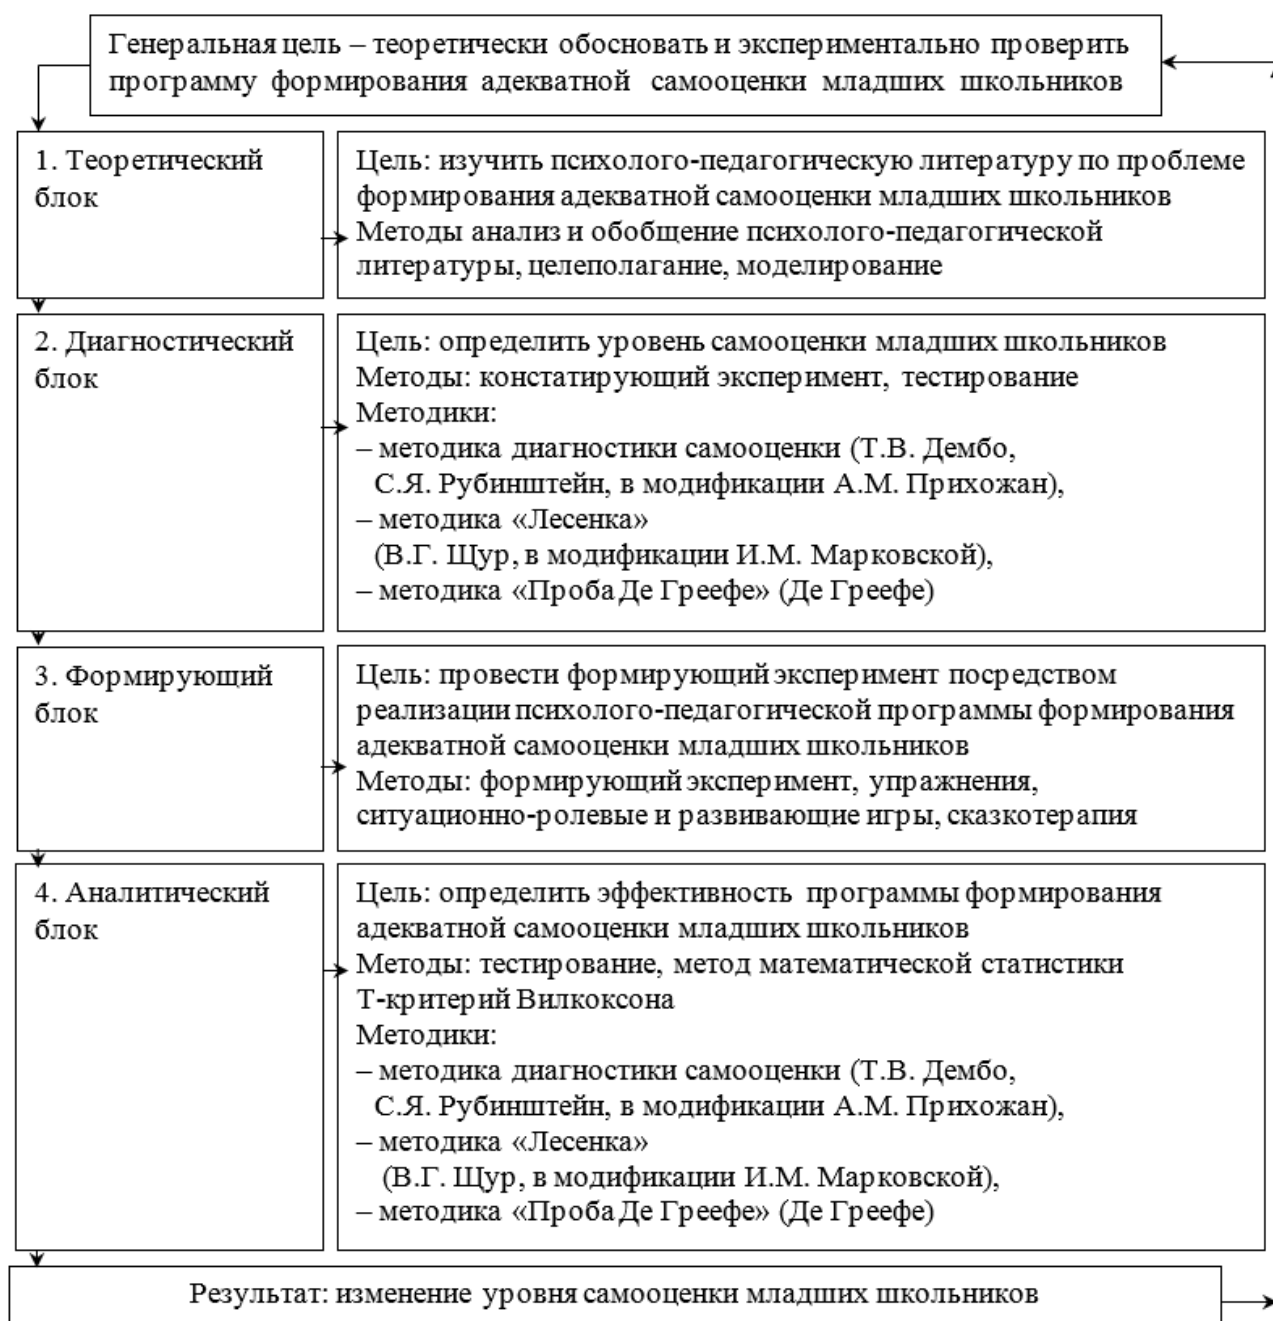 Генеральная цель – теоретически обосновать и экспериментально проверить
программу формирования адекватной самооценки младших школьников
1. Теоретический
блок
Цель: изучить психолого-педагогическую литературу по проблеме
формирования адекватной самооценки младших школьников
Методы анализ и обобщение психолого-педагогической
литературы, целеполагание, моделирование
2. Диагностический
блок
Цель: определить уровень самооценки младших школьников
Методы: констатирующий эксперимент, тестирование
Методики:
– методика диагностики самооценки (Т.В. Дембо,
С.Я. Рубинштейн, в модификации А.М. Прихожан),
– методика «Лесенка»
(В.Г. Щур, в модификации И.М. Марковской),
– методика «Проба Де Греефе» (Де Греефе)
3. Формирующий
блок
Цель: провести формирующий эксперимент посредством
реализации психолого-педагогической программы формирования
адекватной самооценки младших школьников
Методы: формирующий эксперимент, упражнения,
ситуационно-ролевые и развивающие игры, сказкотерапия
4. Аналитический
блок
Цель: определить эффективность программы формирования
адекватной самооценки младших школьников
Методы: тестирование, метод математической статистики
Т-критерий Вилкоксона
Методики:
– методика диагностики самооценки (Т.В. Дембо,
С.Я. Рубинштейн, в модификации А.М. Прихожан),
– методика «Лесенка»
(В.Г. Щур, в модификации И.М. Марковской),
– методика «Проба Де Греефе» (Де Греефе)
Результат: изменение уровня самооценки младших школьников